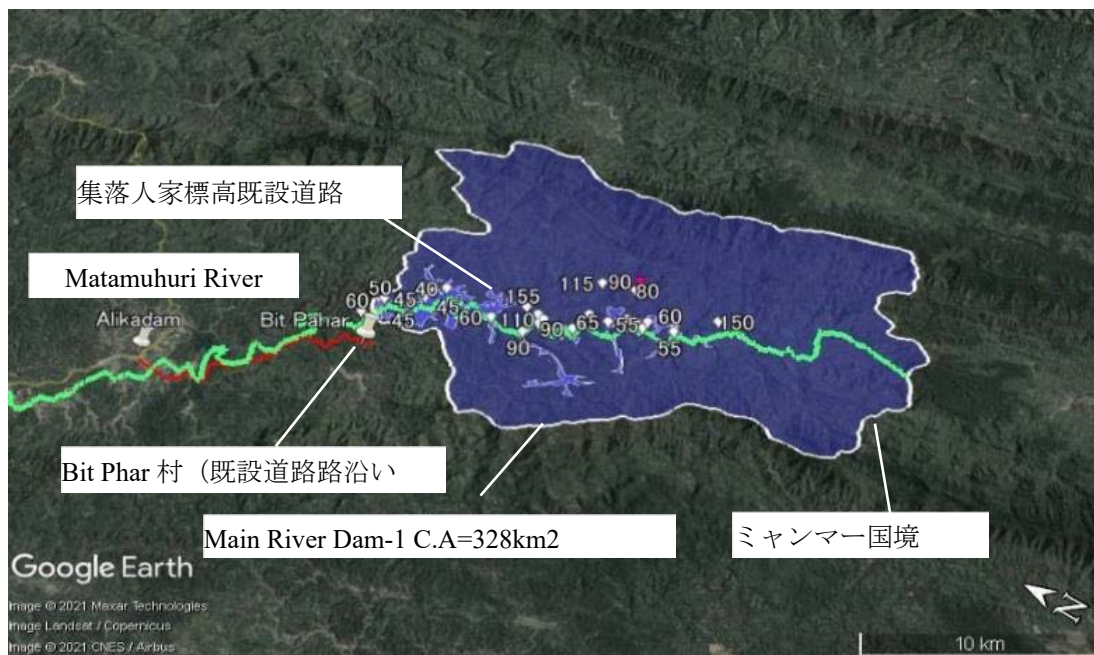 集落人家標高既設道路
Matamuhuri River
Alikadam
Bit Pahar
60
50
45
45
40
45
60
155
110
90
90
115
90
80
65
55
60
55
150
Bit Phar 村（既設道路路沿い
Main River Dam-1 C.A=328km2
ミャンマー国境
Google Earth
Image © 2021 Maxar Technologies
Image Landsat / Copernicus
Image © 2021 CNES / Airbus
N
10 km